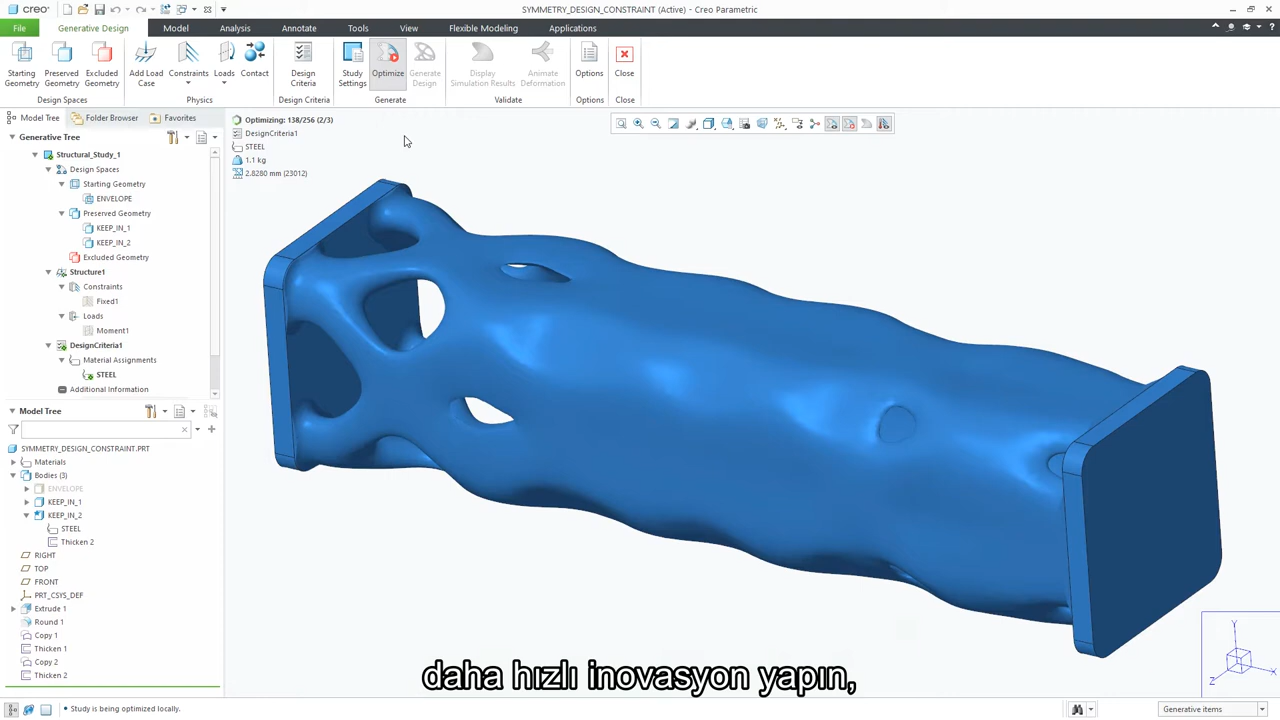 creo
SYMMETRY_DESIGN_CONSTRAINT (Active) - Creo Parametric
File
Generative Design
Model
Analysis
Annotate
Tools
View
Flexible Modeling
Applications
Starting Geometry
Preserved Geometry
Excluded Geometry
Add Load Case
Constraints
Loads
Contact
Design Criteria
Study Settings
Optimize
Generate Design
Display Simulation Results
Animate Deformation
Options
Close
Design Spaces
Physics
Design Criteria
Generate
Validate
Options
Close
Model Tree
Folder Browser
Favorites
Generative Tree
Structural_Study_1
Design Spaces
Starting Geometry
ENVELOPE
Preserved Geometry
KEEP_IN_1
KEEP_IN_2
Excluded Geometry
Structure1
Constraints
Fixed1
Loads
Moment1
DesignCriteria1
Material Assignments
STEEL
Additional Information
Model Tree
SYMMETRY_DESIGN_CONSTRAINT.PRT
Materials
Bodies (3)
ENVELOPE
KEEP_IN_1
KEEP_IN_2
STEEL
Thicken 2
RIGHT
TOP
FRONT
PRT_CSYS_DEF
Extrude 1
Round 1
Copy 1
Thicken 1
Copy 2
Thicken 2
Optimizing: 138/256 (2/3)
DesignCriteria1
STEEL
1.1 kg
2.8280 mm (23012)
Y
Z
X
daha hızlı inovasyon yapın,
Study is being optimized locally.
Generative items